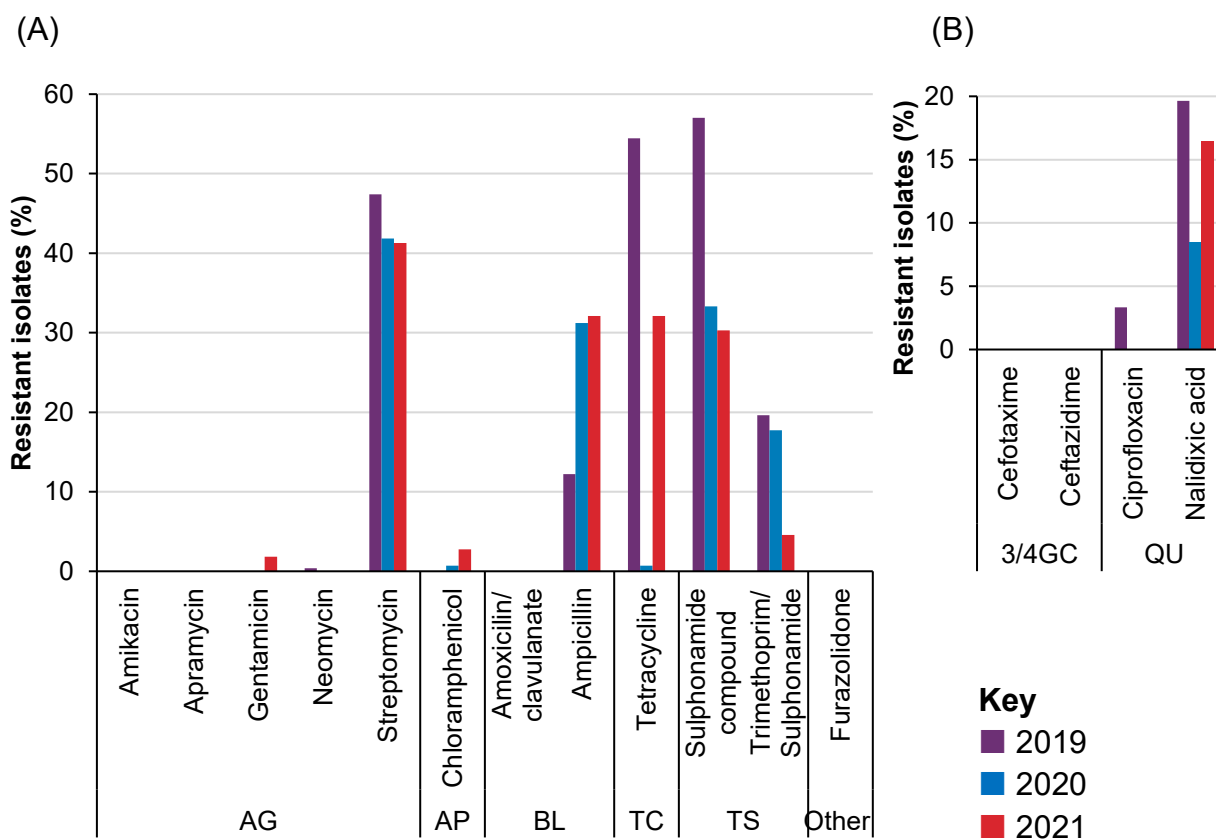 (A)
Resistant isolates (%)
60
50
40
30
20
10
0
Amikacin
Apramycin
Gentamicin
Neomycin
Streptomycin
Chloramphenicol
Amoxicilin/
clavulanate
Ampicillin
Tetracycline
Sulphonamide
compound
Trimethoprim/
Sulphonamide
Furazolidone
AG
AP
BL
TC
TS
Other
(B)
Resistant isolates (%)
20
15
10
5
0
Cefotaxime
Ceftazidime
Ciprofloxacin
Nalidixic acid
3/4GC
QU
Key
2019
2020
2021